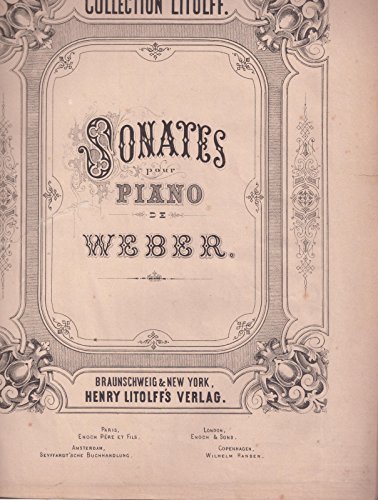 COLLECTION LITOLFF.
SONATES
pour
PIANO
DE
WEBER.
BRAUNSCHWEIG & NEW YORK,
HENRY LITOLFF'S VERLAG.
PARIS,
ENOCH PÈRE ET FILS.
LONDON,
ENOCH & SONS.
AMSTERDAM,
SEYFFARDT'SCHE BUCHHANDLUNG.
COPENHAGEN,
WILHELM HANSEN.